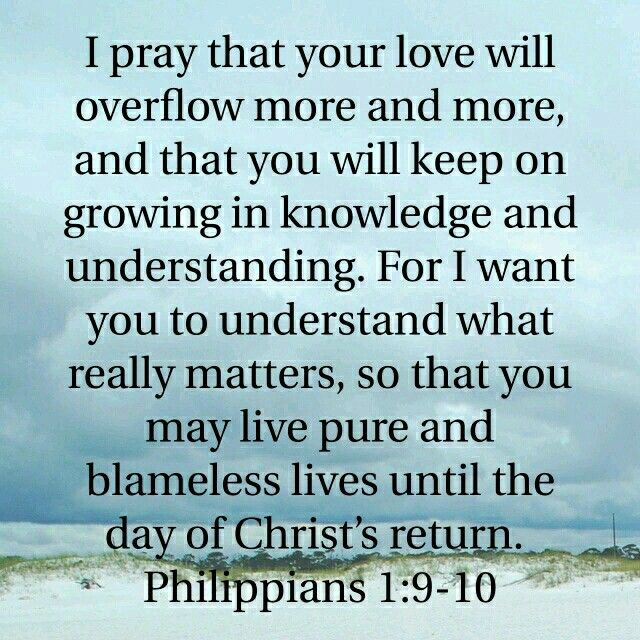 I pray that your love will
overflow more and more,
and that you will keep on
growing in knowledge and
understanding. For I want
you to understand what
really matters, so that you
may live pure and
blameless lives until the
day of Christ's return.
Philippians 1:9-10